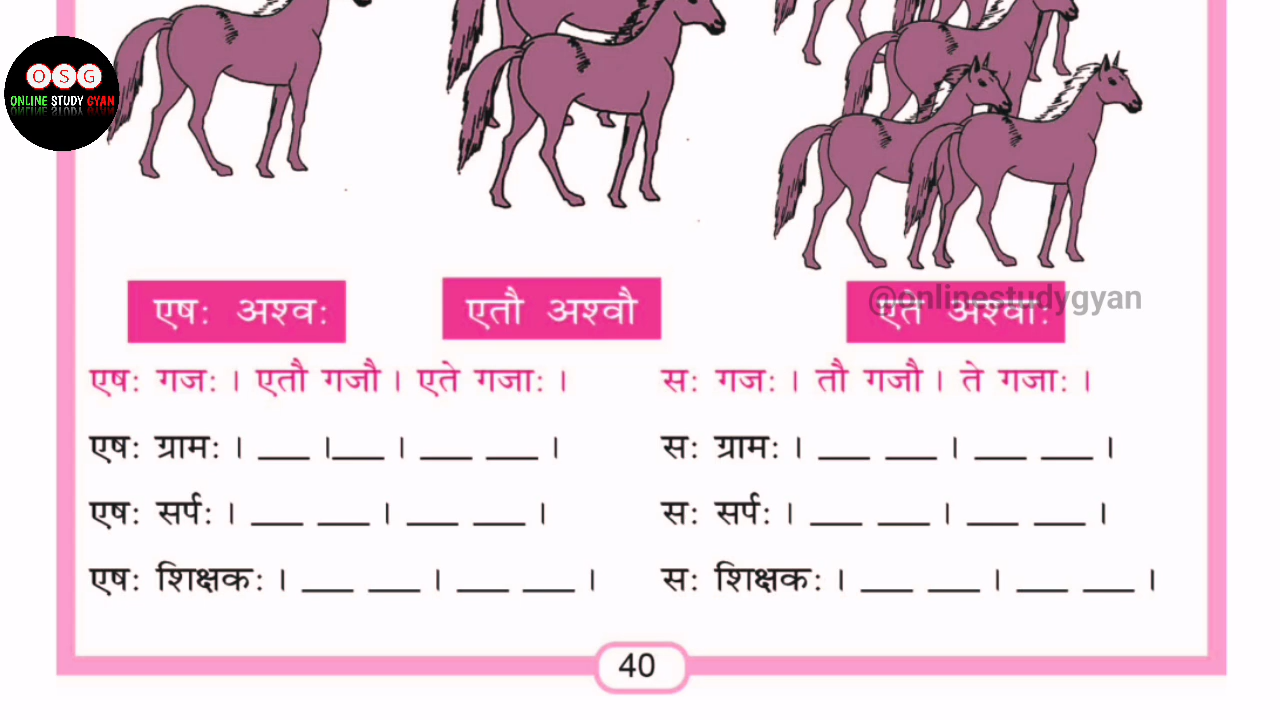 OSG
ONLINE STUDY GYAN
एषः अश्वः
एतौ अश्वौ
एते अश्वाः
@onlinestudygyan
एषः गजः । एतौ गजौ । एते गजाः ।
सः गजः । तौ गजौ । ते गजाः ।
एषः ग्रामः । ___ ।___ । ___ ___ ।
सः ग्रामः । ___ ___ । ___ ___ ।
एषः सर्पः । ___ ___ । ___ ___ ।
सः सर्पः । ___ ___ । ___ ___ ।
एषः शिक्षकः । ___ ___ । ___ ___ ।
सः शिक्षकः । ___ ___ । ___ ___ ।
40